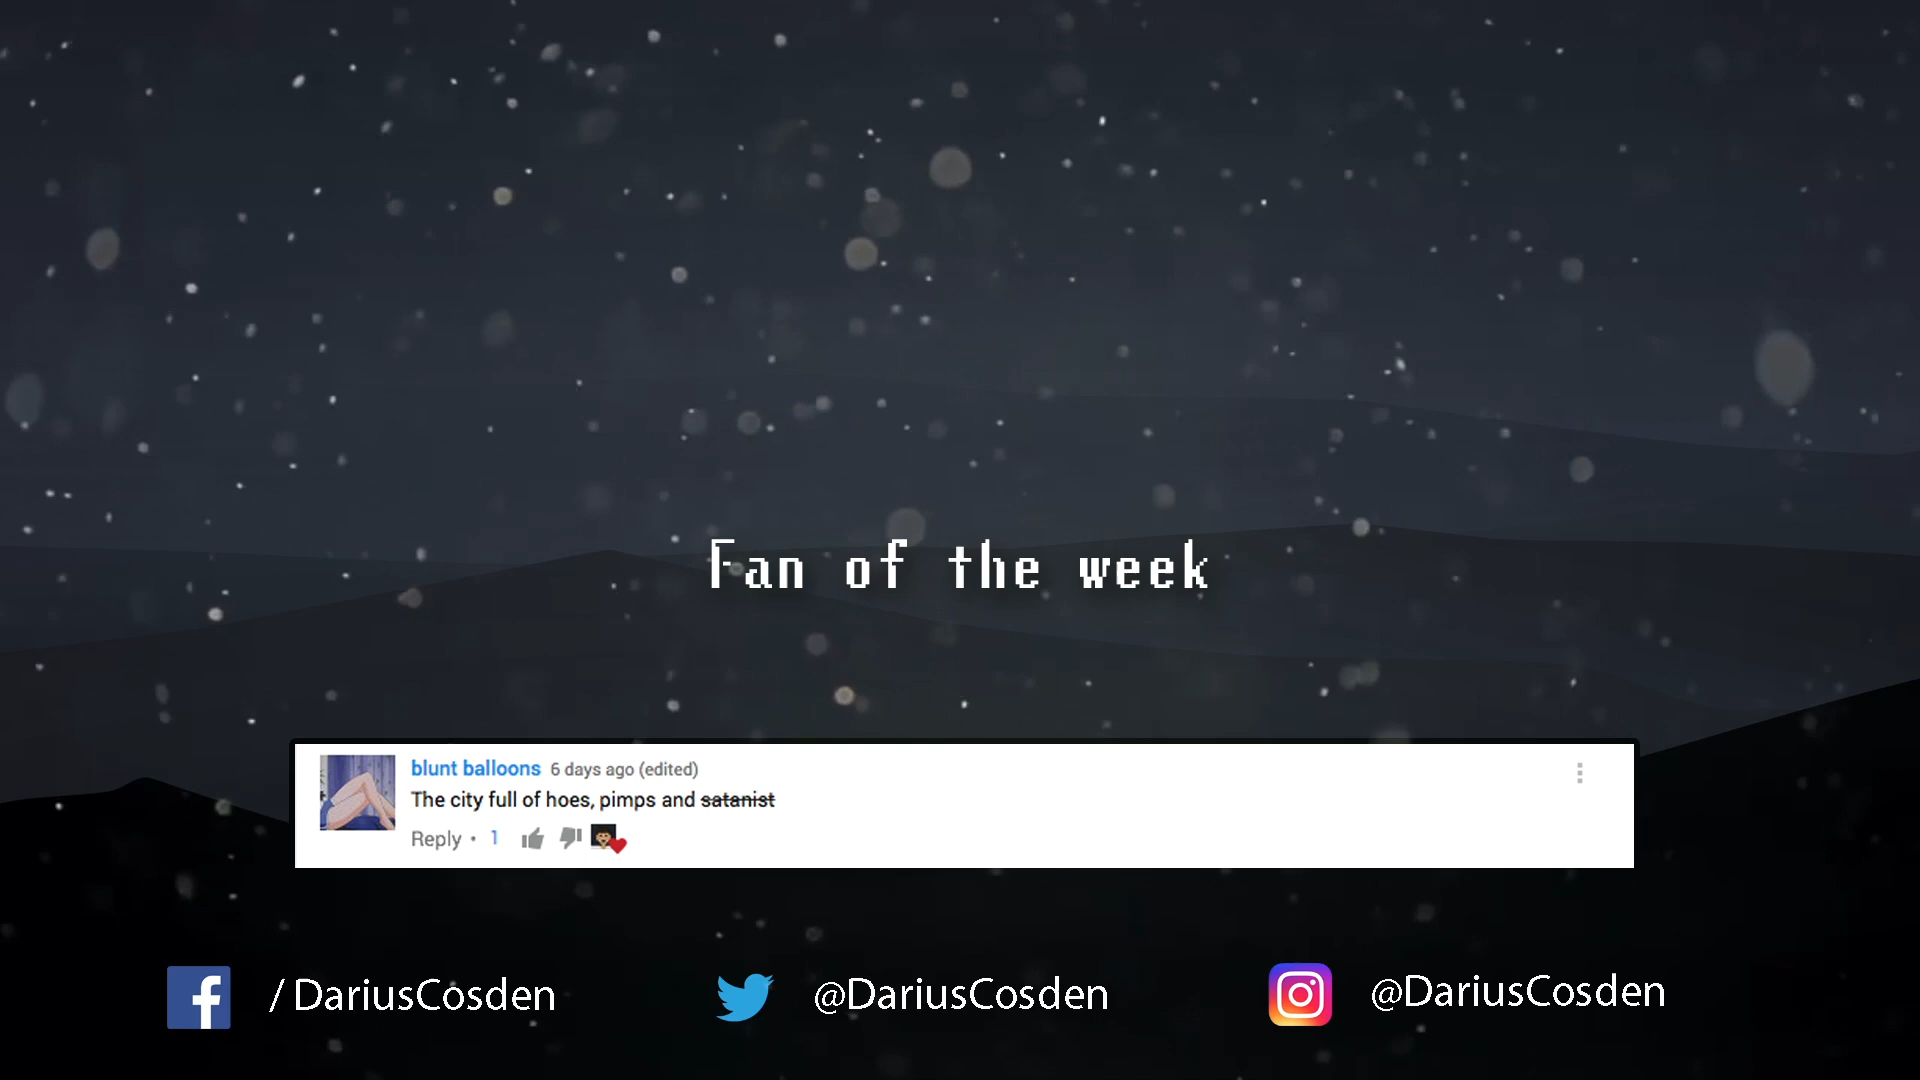 Fan of the week
blunt balloons 6 days ago (edited)
The city full of hoes, pimps and satanist
Reply • 1
/ DariusCosden
@DariusCosden
@DariusCosden